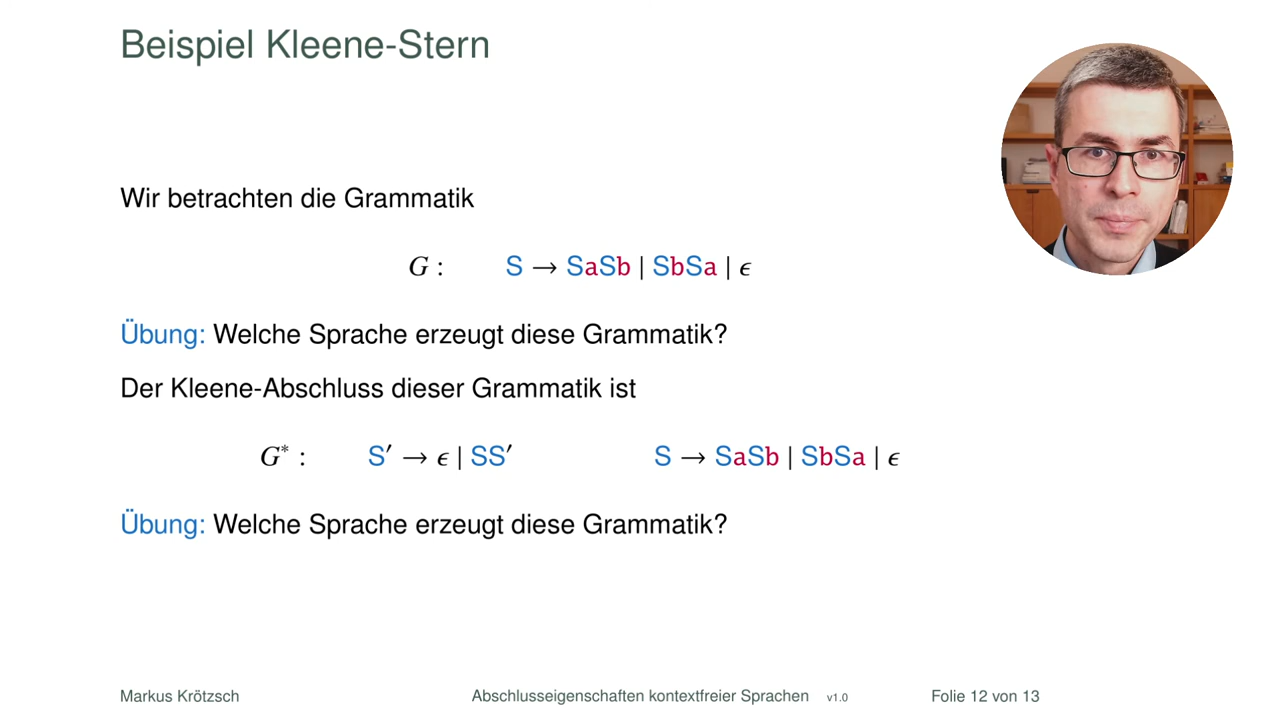 Beispiel Kleene-Stern
Wir betrachten die Grammatik
G : S → SaSb | SbSa | ϵ
Übung: Welche Sprache erzeugt diese Grammatik?
Der Kleene-Abschluss dieser Grammatik ist
G* : S′ → ϵ | SS′ S → SaSb | SbSa | ϵ
Übung: Welche Sprache erzeugt diese Grammatik?
Markus Krötzsch Abschlusseigenschaften kontextfreier Sprachen v1.0 Folie 12 von 13